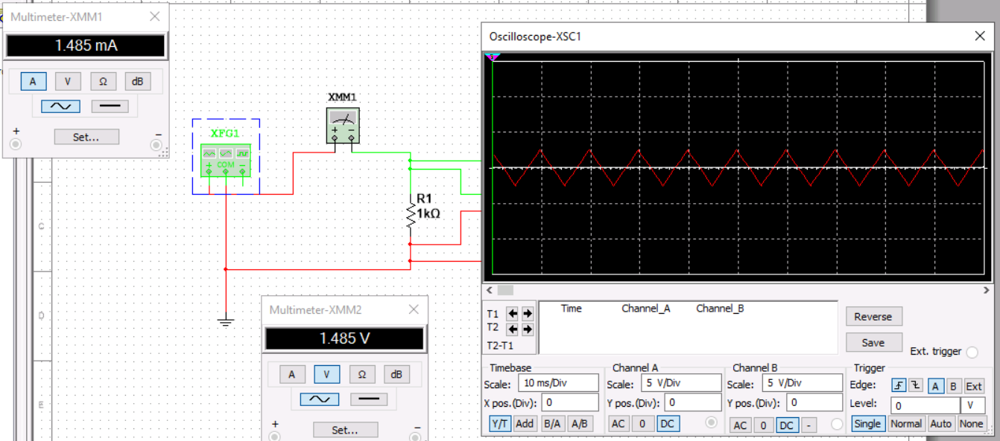 Multimeter-XMM1
1.485 mA
A V Ω dB
+ −
Set...
XFG1
+ COM −
XMM1
+ −
R1
1kΩ
C
D
E
Multimeter-XMM2
1.485 V
A V Ω dB
+ −
Set...
Oscilloscope-XSC1
T1
T2
T2-T1
Time Channel_A Channel_B
Reverse
Save
Ext. trigger
Timebase
Scale: 10 ms/Div
X pos.(Div): 0
Y/T Add B/A A/B
Channel A
Scale: 5 V/Div
Y pos.(Div): 0
AC 0 DC
Channel B
Scale: 5 V/Div
Y pos.(Div): 0
AC 0 DC -
Trigger
Edge: A B Ext
Level: 0 V
Single Normal Auto None